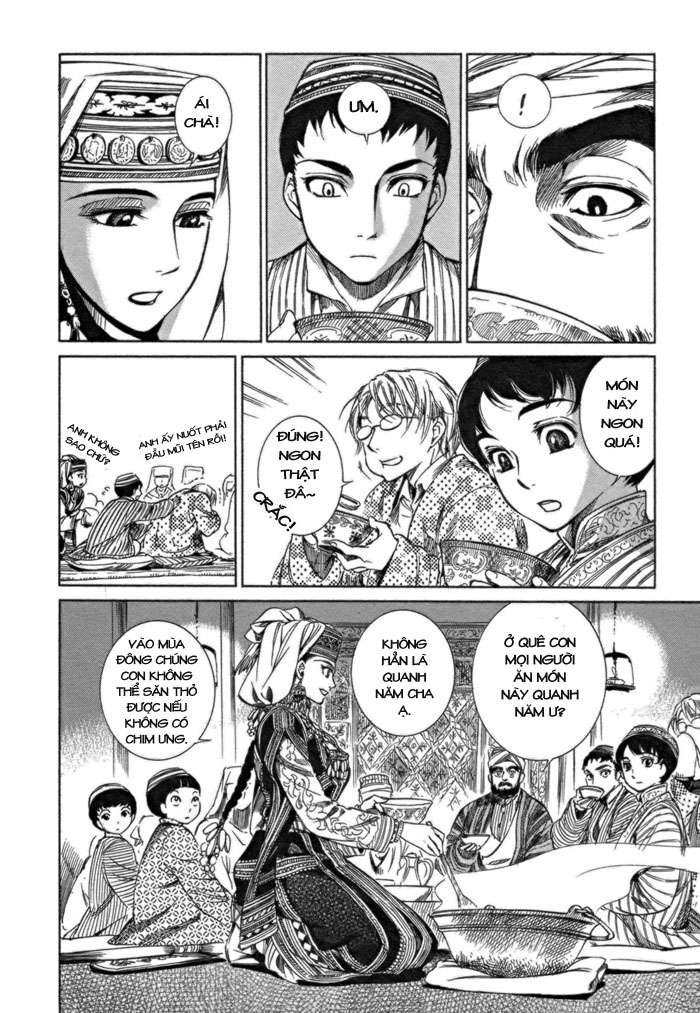 !
ƯM.
ÁI
CHÀ!
MÓN
NÀY
NGON
QUÁ!
ĐÚNG!
NGON
THẬT
ĐÂ~
CRẮC!
ANH ẤY NUỐT PHẢI
ĐẦU MŨI TÊN RỒI!
ANH KHÔNG
SAO CHỨ?
Ở QUÊ CON
MỌI NGƯỜI
ĂN MÓN
NÀY QUANH
NĂM Ư?
KHÔNG
HẲN LÀ
QUANH
NĂM CHA
Ạ.
VÀO MÙA
ĐÔNG CHÚNG
CON KHÔNG
THỂ SĂN THỎ
ĐƯỢC NẾU
KHÔNG CÓ
CHIM ƯNG.